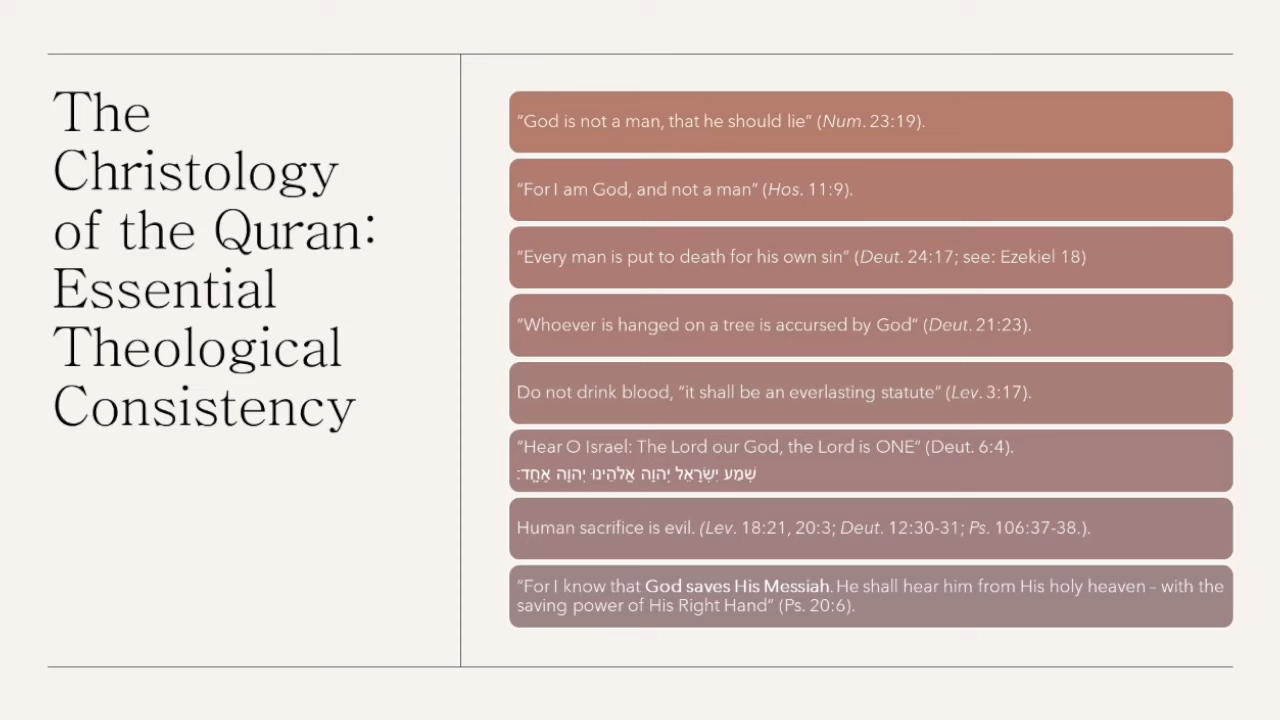 The
Christology
of the Quran:
Essential
Theological
Consistency
“God is not a man, that he should lie” (Num. 23:19).
“For I am God, and not a man” (Hos. 11:9).
“Every man is put to death for his own sin” (Deut. 24:17; see: Ezekiel 18)
“Whoever is hanged on a tree is accursed by God” (Deut. 21:23).
Do not drink blood, “it shall be an everlasting statute” (Lev. 3:17).
“Hear O Israel: The Lord our God, the Lord is ONE” (Deut. 6:4).
שְׁמַע יִשְׂרָאֵל יְהוָה אֱלֹהֵינוּ יְהוָה אֶחָֽד׃
Human sacrifice is evil. (Lev. 18:21, 20:3; Deut. 12:30-31; Ps. 106:37-38.).
“For I know that God saves His Messiah. He shall hear him from His holy heaven – with the
saving power of His Right Hand” (Ps. 20:6).